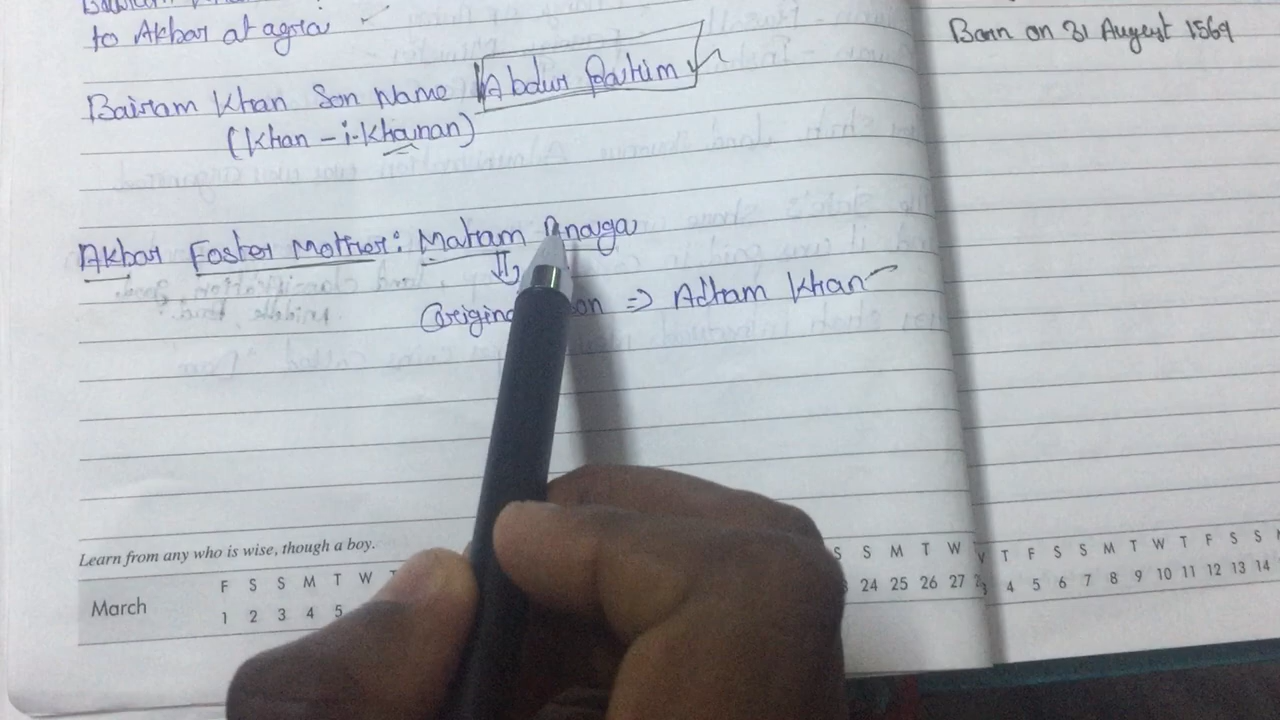 to Akbar at agra
Bairam Khan Son Name Abdur Rahim
(Khan-i-Khanan)
Akbar Foster Mother: Maham Anaga
Son => Adham Khan
Learn from any who is wise, though a boy.
F S S M T W
March 1 2 3 4 5
S M T W
24 25 26 27
Born on 31 August 1569
T F S S M T W T F S S
4 5 6 7 8 9 10 11 12 13 14